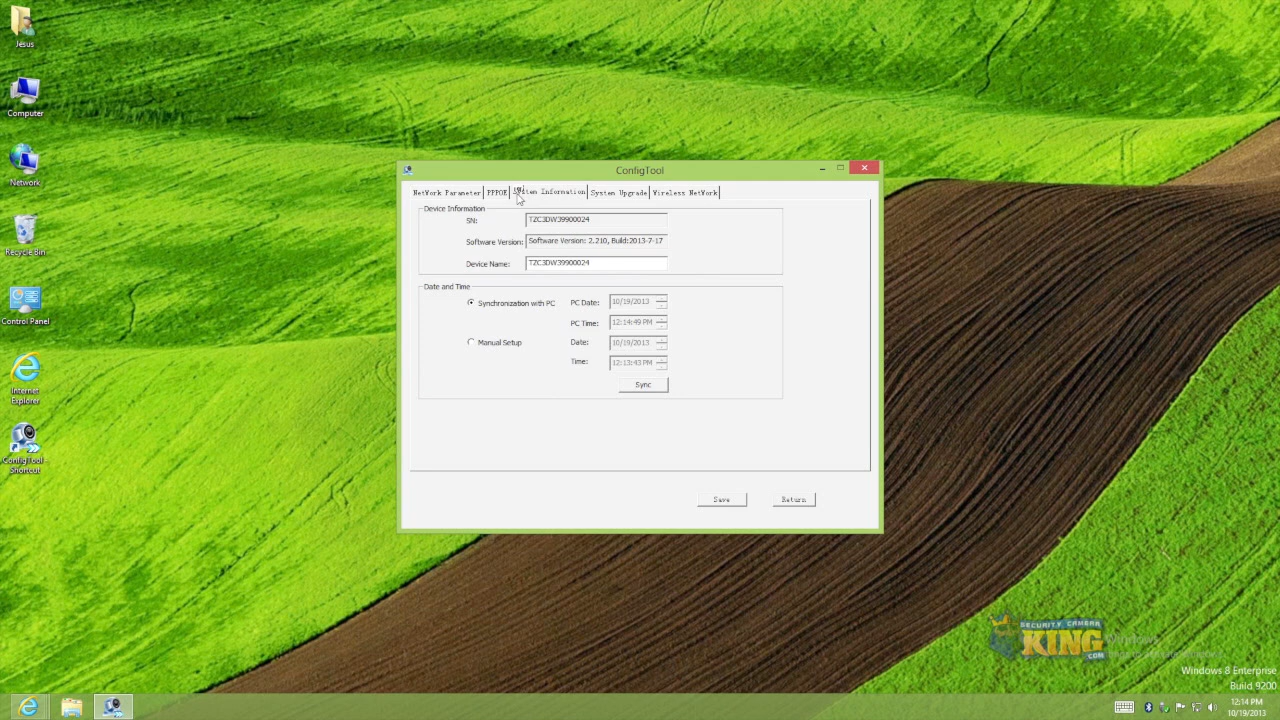 Jesus
Computer
Network
Recycle Bin
Control Panel
Internet
Explorer
ConfigTool -
Shortcut
ConfigTool
NetWork Parameter
PPPOE
System Information
System Upgrade
Wireless NetWork
Device Information
SN: TZC3DW39900024
Software Version: Software Version: 2.210, Build:2013-7-17
Device Name: TZC3DW39900024
Date and Time
Synchronization with PC
PC Date: 10/19/2013
PC Time: 12:14:49 PM
Manual Setup
Date: 10/19/2013
Time: 12:13:43 PM
Sync
Save
Return
SECURITY CAMERA
KING
.COM
Windows
Windows 8 Enterprise
Build 9200
12:14 PM
10/19/2013